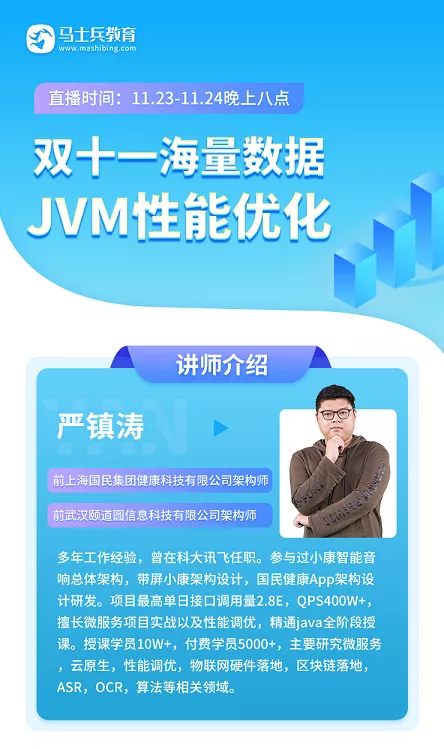 马士兵教育
www.mashibing.com
直播时间：11.23-11.24晚上八点
双十一海量数据
JVM性能优化
讲师介绍
YAN
严镇涛
前上海国民集团健康科技有限公司架构师
前武汉颐道圆信息科技有限公司架构师
多年工作经验，曾在科大讯飞任职。参与过小康智能音
响总体架构，带屏小康架构设计，国民健康App架构设
计研发。项目最高单日接口调用量2.8E，QPS400W+，
擅长微服务项目实战以及性能调优，精通java全阶段授
课。授课学员10W+，付费学员5000+，主要研究微服务
，云原生，性能调优，物联网硬件落地，区块链落地，
ASR，OCR，算法等相关领域。